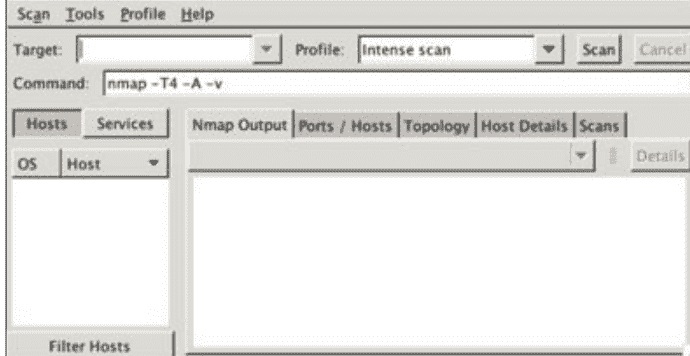 Scan Tools Profile Help
Target: Profile: Intense scan Scan Cancel
Command: nmap -T4 -A -v
Hosts Services Nmap Output Ports / Hosts Topology Host Details Scans
OS Host Details
Filter Hosts